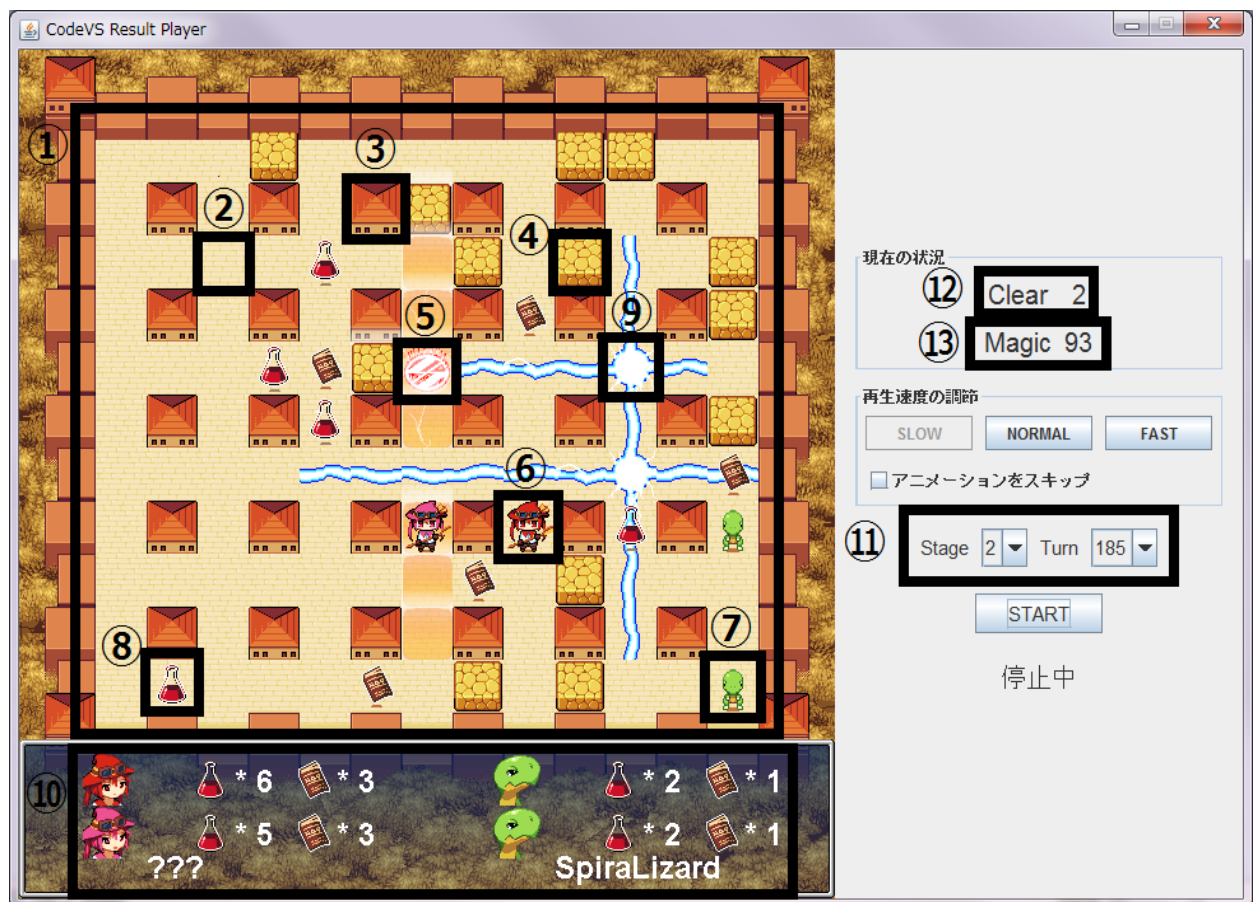 CodeVS Result Player
①
②
③
④
⑤
⑥
⑦
⑧
⑨
現在の状況
⑫ Clear 2
⑬ Magic 93
再生速度の調節
SLOW NORMAL FAST
アニメーションをスキップ
⑪ Stage 2 Turn 185
START
停止中
⑩
* 6 * 3 * 2 * 1
* 5 * 3 * 2 * 1
??? SpiraLizard